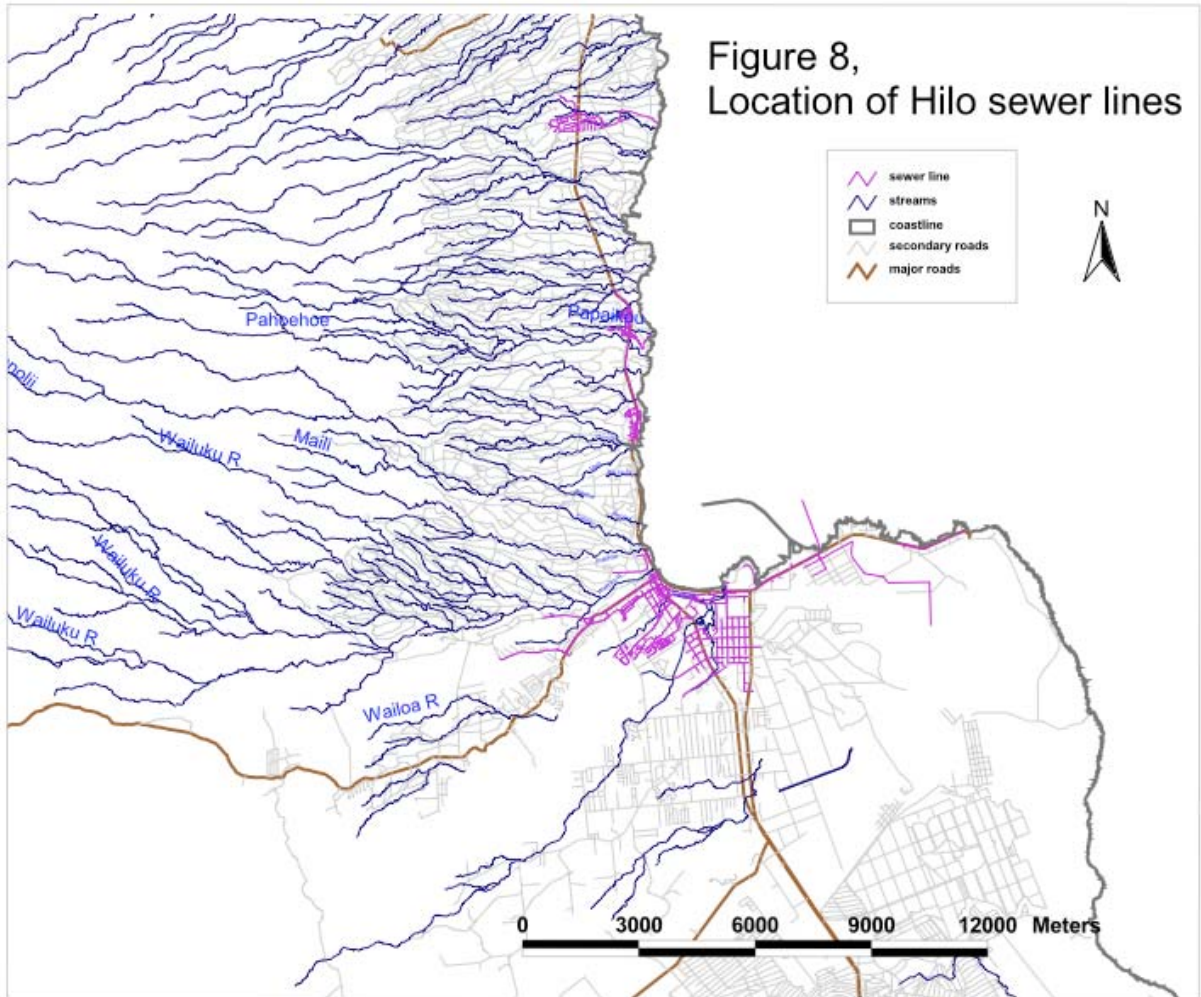 Figure 8,
Location of Hilo sewer lines
sewer line
streams
coastline
secondary roads
major roads
N
Pahoehoe
Papaikou
nolii
Wailuku R
Maili
Wailuku R
Wailuku R
Wailoa R
0 3000 6000 9000 12000 Meters